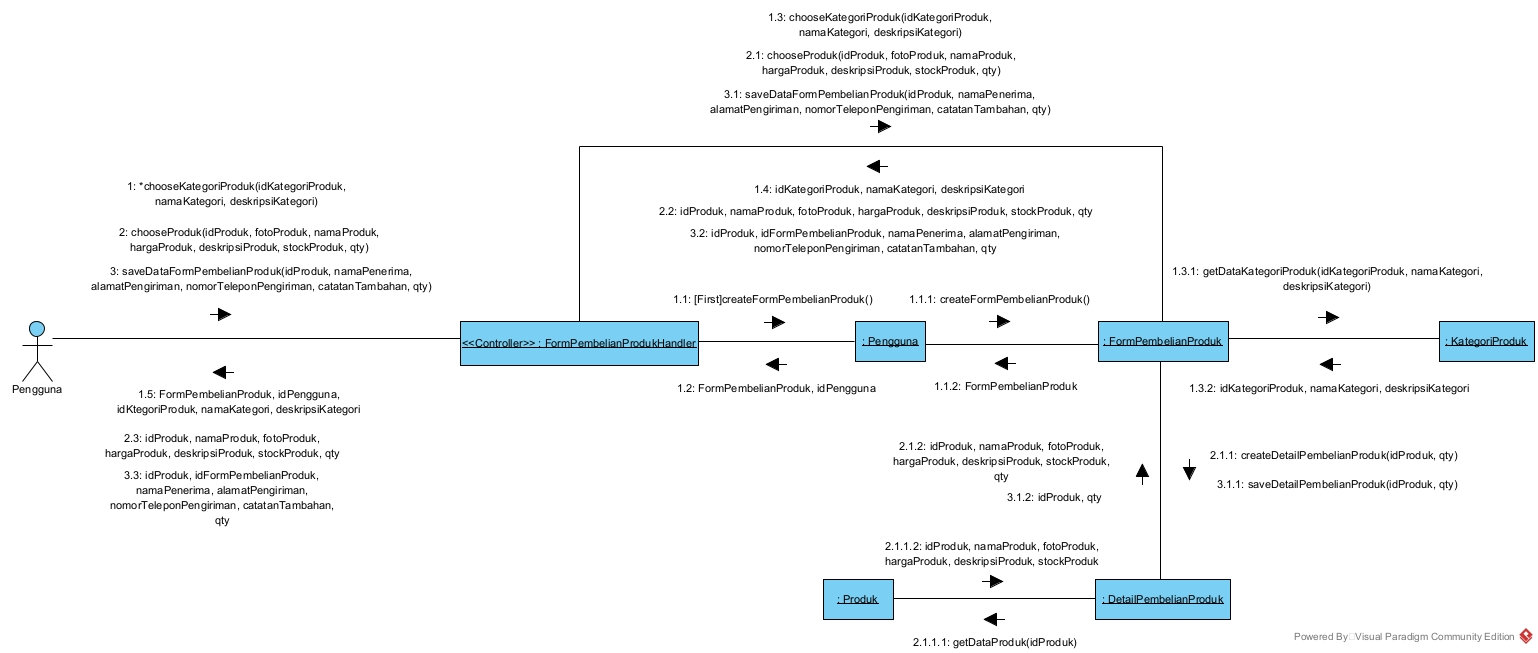 1.3: chooseKategoriProduk(idKategoriProduk,
namaKategori, deskripsiKategori)
2.1: chooseProduk(idProduk, fotoProduk, namaProduk,
hargaProduk, deskripsiProduk, stockProduk, qty)
3.1: saveDataFormPembelianProduk(idProduk, namaPenerima,
alamatPengiriman, nomorTeleponPengiriman, catatanTambahan, qty)
1: *chooseKategoriProduk(idKategoriProduk,
namaKategori, deskripsiKategori)
2: chooseProduk(idProduk, fotoProduk, namaProduk,
hargaProduk, deskripsiProduk, stockProduk, qty)
3: saveDataFormPembelianProduk(idProduk, namaPenerima,
alamatPengiriman, nomorTeleponPengiriman, catatanTambahan, qty)
1.4: idKategoriProduk, namaKategori, deskripsiKategori
2.2: idProduk, namaProduk, fotoProduk, hargaProduk, deskripsiProduk, stockProduk, qty
3.2: idProduk, idFormPembelianProduk, namaPenerima, alamatPengiriman,
nomorTeleponPengiriman, catatanTambahan, qty
1.3.1: getDataKategoriProduk(idKategoriProduk, namaKategori,
deskripsiKategori)
1.1: [First]createFormPembelianProduk()
1.1.1: createFormPembelianProduk()
Pengguna
<<Controller>> : FormPembelianProdukHandler
: Pengguna
: FormPembelianProduk
: KategoriProduk
1.2: FormPembelianProduk, idPengguna
1.1.2: FormPembelianProduk
1.3.2: idKategoriProduk, namaKategori, deskripsiKategori
1.5: FormPembelianProduk, idPengguna,
idKtegoriProduk, namaKategori, deskripsiKategori
2.3: idProduk, namaProduk, fotoProduk,
hargaProduk, deskripsiProduk, stockProduk, qty
3.3: idProduk, idFormPembelianProduk,
namaPenerima, alamatPengiriman,
nomorTeleponPengiriman, catatanTambahan,
qty
2.1.2: idProduk, namaProduk, fotoProduk,
hargaProduk, deskripsiProduk, stockProduk,
qty
3.1.2: idProduk, qty
2.1.1: createDetailPembelianProduk(idProduk, qty)
3.1.1: saveDetailPembelianProduk(idProduk, qty)
2.1.1.2: idProduk, namaProduk, fotoProduk,
hargaProduk, deskripsiProduk, stockProduk
: Produk
: DetailPembelianProduk
2.1.1.1: getDataProduk(idProduk)
Powered By Visual Paradigm Community Edition